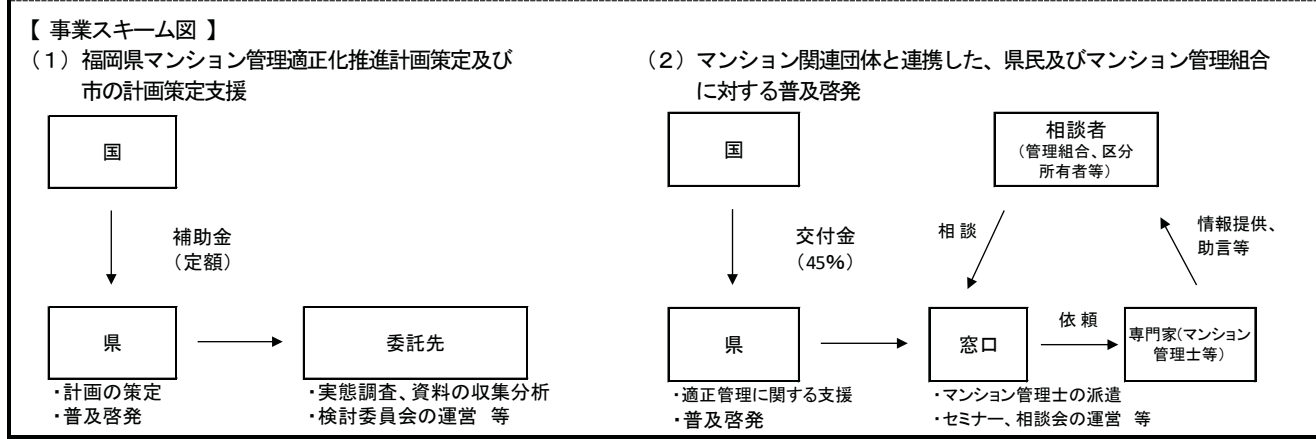 【 事業スキーム図 】
（１）福岡県マンション管理適正化推進計画策定及び
市の計画策定支援
国
補助金
（定額）
県
・計画の策定
・普及啓発
委託先
・実態調査、資料の収集分析
・検討委員会の運営　等
（２）マンション関連団体と連携した、県民及びマンション管理組合
に対する普及啓発
国
交付金
（45％）
県
・適正管理に関する支援
・普及啓発
相談者
（管理組合、区分
所有者等）
相 談
窓口
・マンション管理士の派遣
・セミナー、相談会の運営　等
依 頼
専門家(マンション
管理士等）
情報提供、
助言等